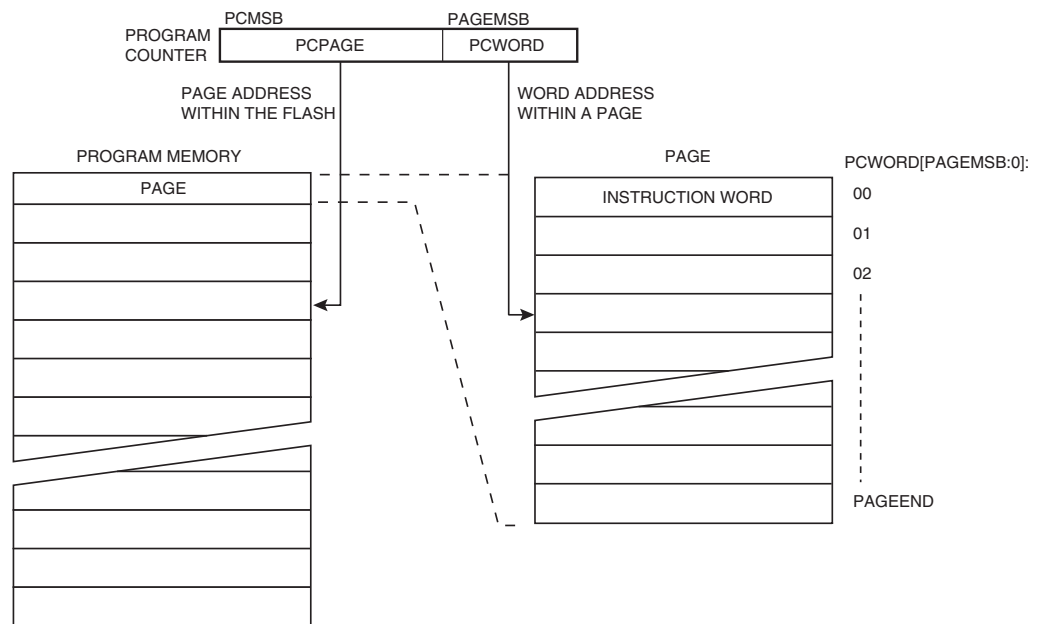 PCMSB
PAGEMSB
PROGRAM
COUNTER
PCPAGE
PCWORD
PAGE ADDRESS
WITHIN THE FLASH
WORD ADDRESS
WITHIN A PAGE
PROGRAM MEMORY
PAGE
PAGE
INSTRUCTION WORD
PCWORD[PAGEMSB:0]:
00
01
02
PAGEEND